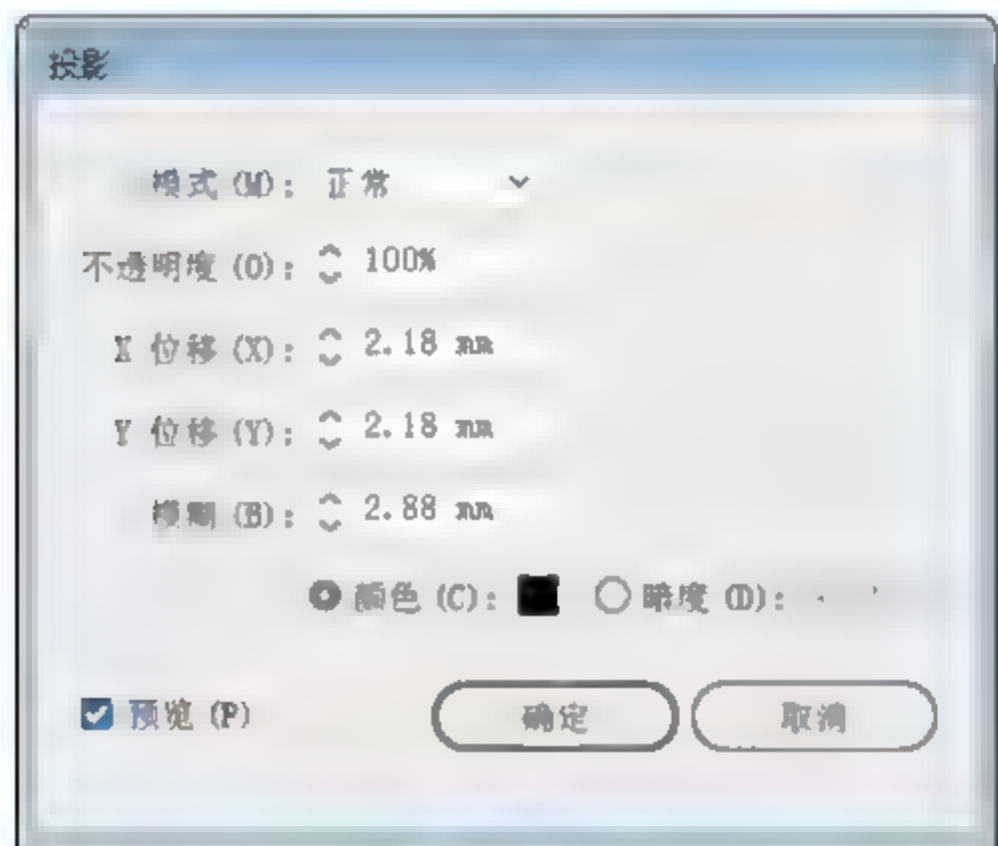 投影
模式 (M)： 正常
不透明度 (O)： 100%
X 位移 (X)： 2.18 mm
Y 位移 (Y)： 2.18 mm
模糊 (B)： 2.88 mm
颜色 (C)： 暗度 (D)：
预览 (P) 确定 取消